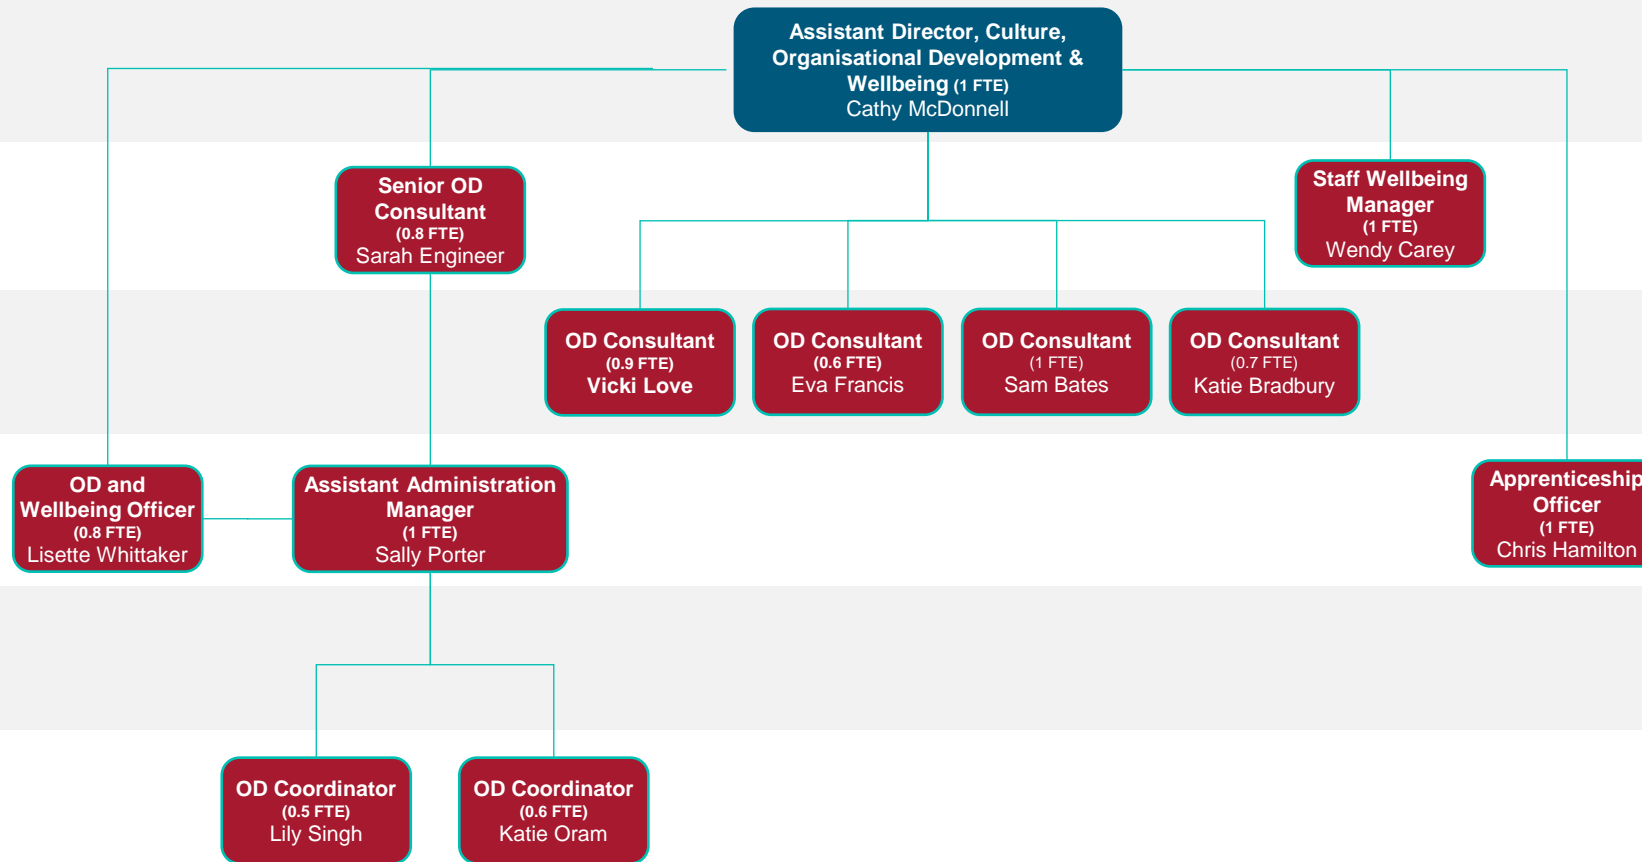 Assistant Director, Culture,
Organisational Development &
Wellbeing (1 FTE)
Cathy McDonnell
Senior OD
Consultant
(0.8 FTE)
Sarah Engineer
Staff Wellbeing
Manager
(1 FTE)
Wendy Carey
OD Consultant
(0.9 FTE)
Vicki Love
OD Consultant
(0.6 FTE)
Eva Francis
OD Consultant
(1 FTE)
Sam Bates
OD Consultant
(0.7 FTE)
Katie Bradbury
OD and
Wellbeing Officer
(0.8 FTE)
Lisette Whittaker
Assistant Administration
Manager
(1 FTE)
Sally Porter
Apprenticeship
Officer
(1 FTE)
Chris Hamilton
OD Coordinator
(0.5 FTE)
Lily Singh
OD Coordinator
(0.6 FTE)
Katie Oram